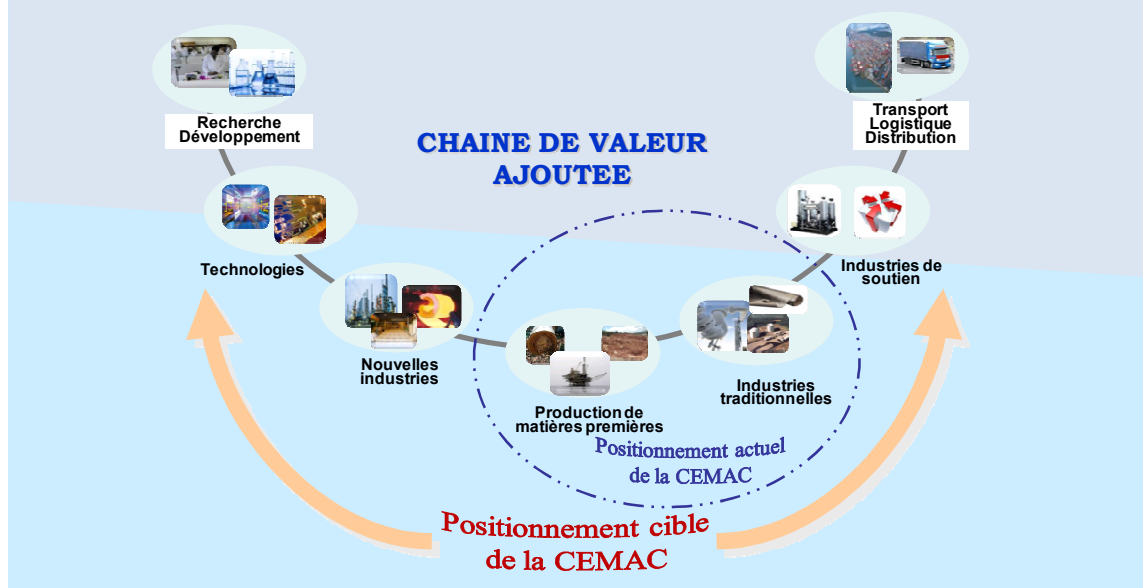 Recherche
Développement
Transport
Logistique
Distribution
CHAINE DE VALEUR
AJOUTEE
Technologies
Industries de
soutien
Nouvelles
industries
Industries
traditionnelles
Production de
matières premières
Positionnement actuel
de la CEMAC
Positionnement cible
de la CEMAC